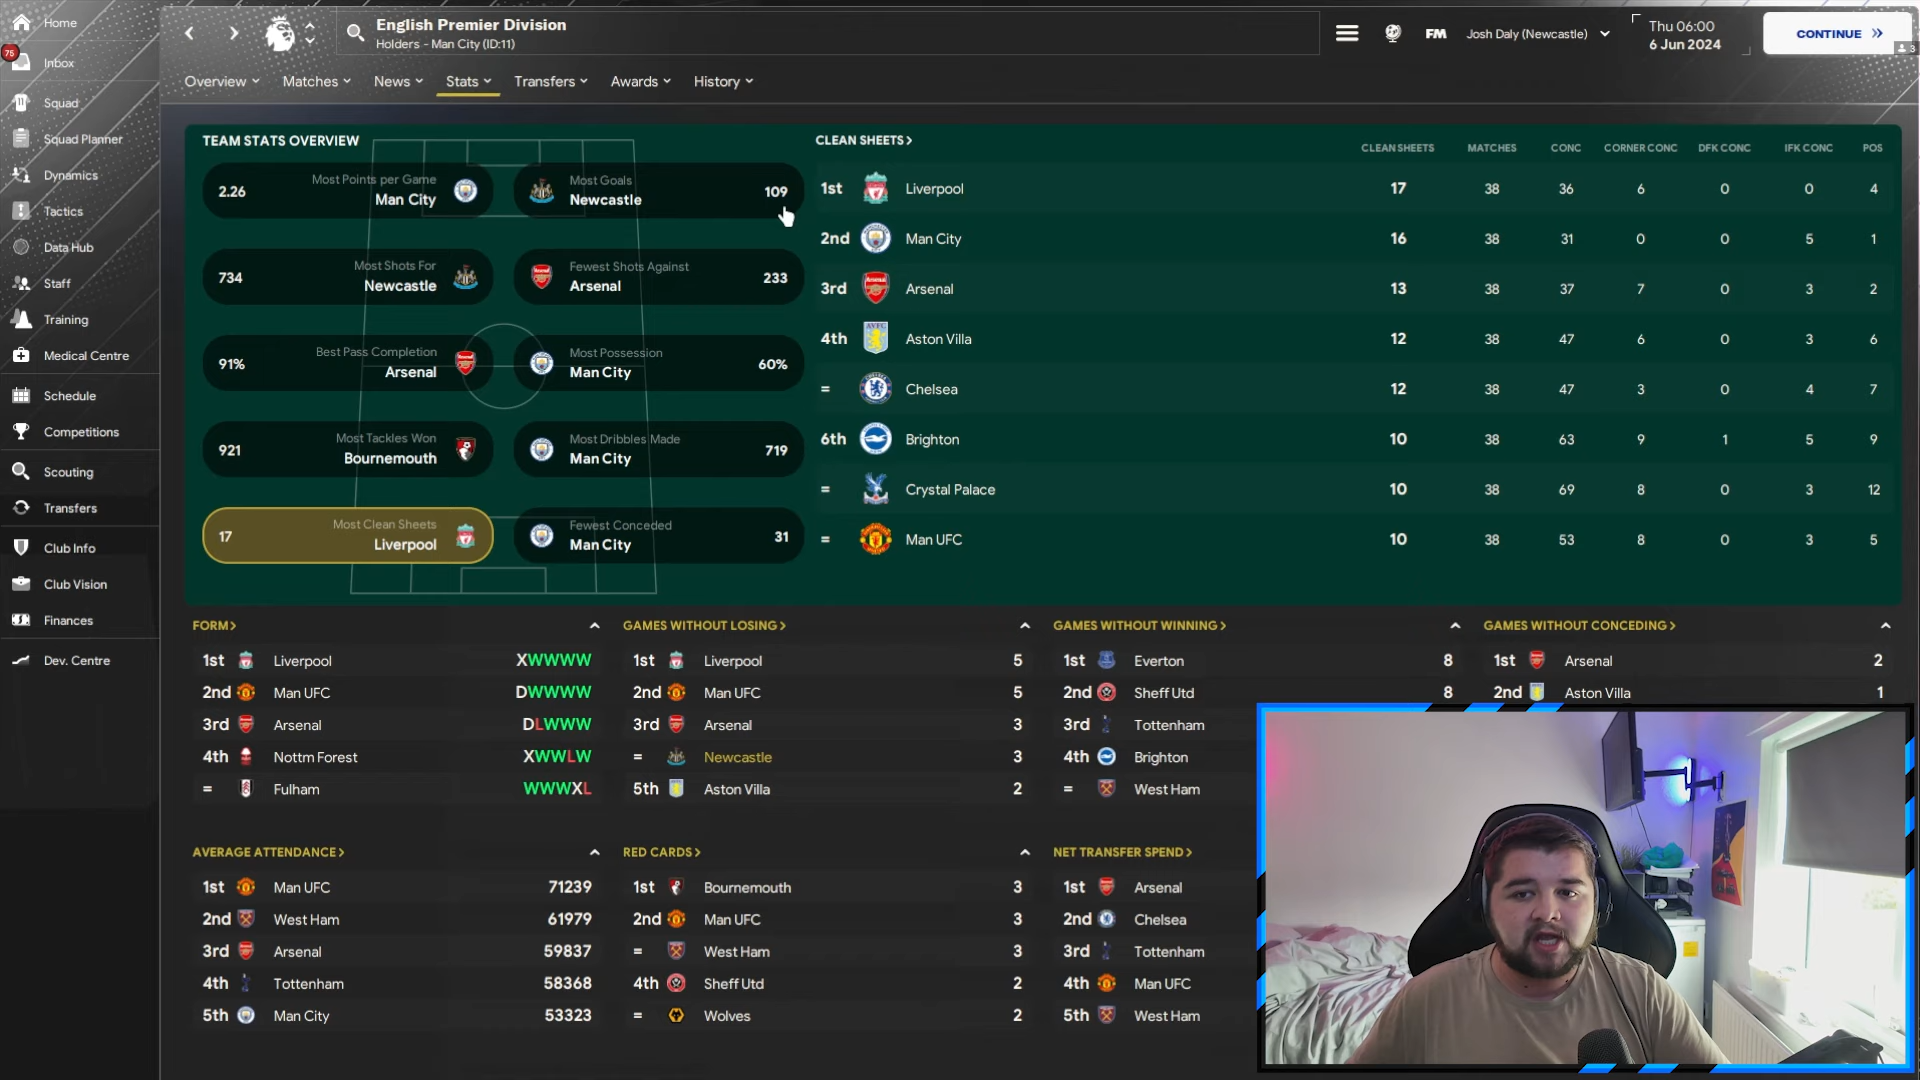 Home
75
Inbox
Squad
Squad Planner
Dynamics
Tactics
Data Hub
Staff
Training
Medical Centre
Schedule
Competitions
Scouting
Transfers
Club Info
Club Vision
Finances
Dev. Centre
English Premier Division
Holders - Man City (ID:11)
FM
Josh Daly (Newcastle)
Thu 06:00
6 Jun 2024
CONTINUE
3
Overview Matches News Stats Transfers Awards History
TEAM STATS OVERVIEW
2.26 Most Points per Game Man City
Most Goals Newcastle 109
734 Most Shots For Newcastle
Fewest Shots Against Arsenal 233
91% Best Pass Completion Arsenal
Most Possession Man City 60%
921 Most Tackles Won Bournemouth
Most Dribbles Made Man City 719
17 Most Clean Sheets Liverpool
Fewest Conceded Man City 31
CLEAN SHEETS > CLEAN SHEETS MATCHES CONC CORNER CONC DFK CONC IFK CONC POS
1st Liverpool 17 38 36 6 0 0 4
2nd Man City 16 38 31 0 0 5 1
3rd Arsenal 13 38 37 7 0 3 2
4th Aston Villa 12 38 47 6 0 3 6
= Chelsea 12 38 47 3 0 4 7
6th Brighton 10 38 63 9 1 5 9
= Crystal Palace 10 38 69 8 0 3 12
= Man UFC 10 38 53 8 0 3 5
FORM >
1st Liverpool XWWWW
2nd Man UFC DWWWW
3rd Arsenal DLWWW
4th Nottm Forest XWWLW
= Fulham WWWXL
GAMES WITHOUT LOSING >
1st Liverpool 5
2nd Man UFC 5
3rd Arsenal 3
= Newcastle 3
5th Aston Villa 2
GAMES WITHOUT WINNING >
1st Everton 8
2nd Sheff Utd 8
3rd Tottenham
4th Brighton
= West Ham
GAMES WITHOUT CONCEDING >
1st Arsenal 2
2nd Aston Villa 1
AVERAGE ATTENDANCE >
1st Man UFC 71239
2nd West Ham 61979
3rd Arsenal 59837
4th Tottenham 58368
5th Man City 53323
RED CARDS >
1st Bournemouth 3
2nd Man UFC 3
= West Ham 3
4th Sheff Utd 2
= Wolves 2
NET TRANSFER SPEND >
1st Arsenal
2nd Chelsea
3rd Tottenham
4th Man UFC
5th West Ham